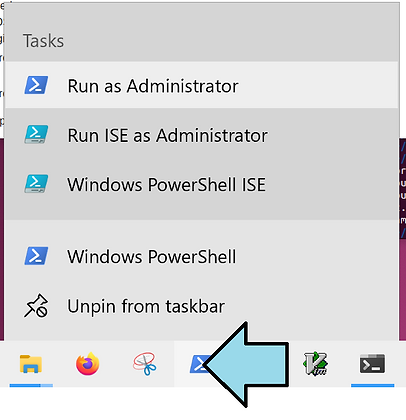 Tasks
Run as Administrator
Run ISE as Administrator
Windows PowerShell ISE
Windows PowerShell
Unpin from taskbar